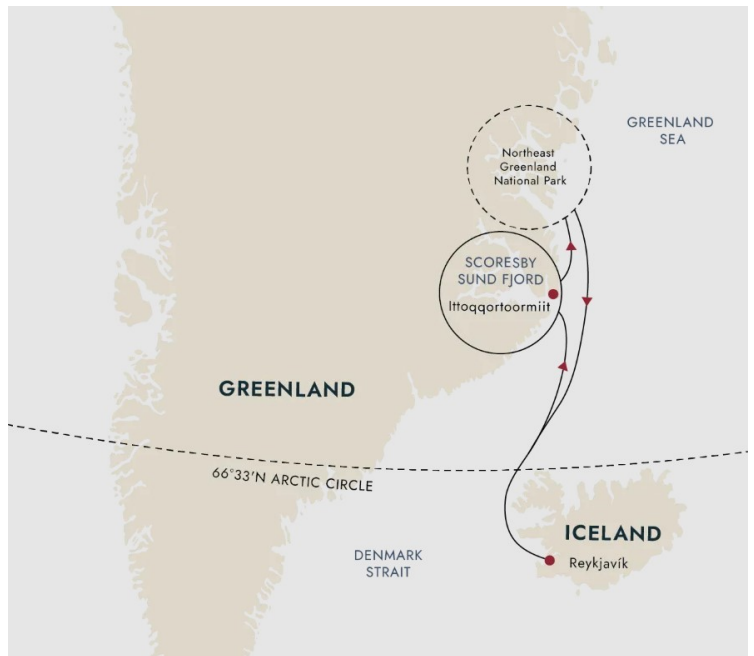 GREENLAND
SEA
Northeast
Greenland
National Park
SCORESBY
SUND FJORD
Ittoqqortoormiit
GREENLAND
66°33'N ARCTIC CIRCLE
ICELAND
Reykjavík
DENMARK
STRAIT